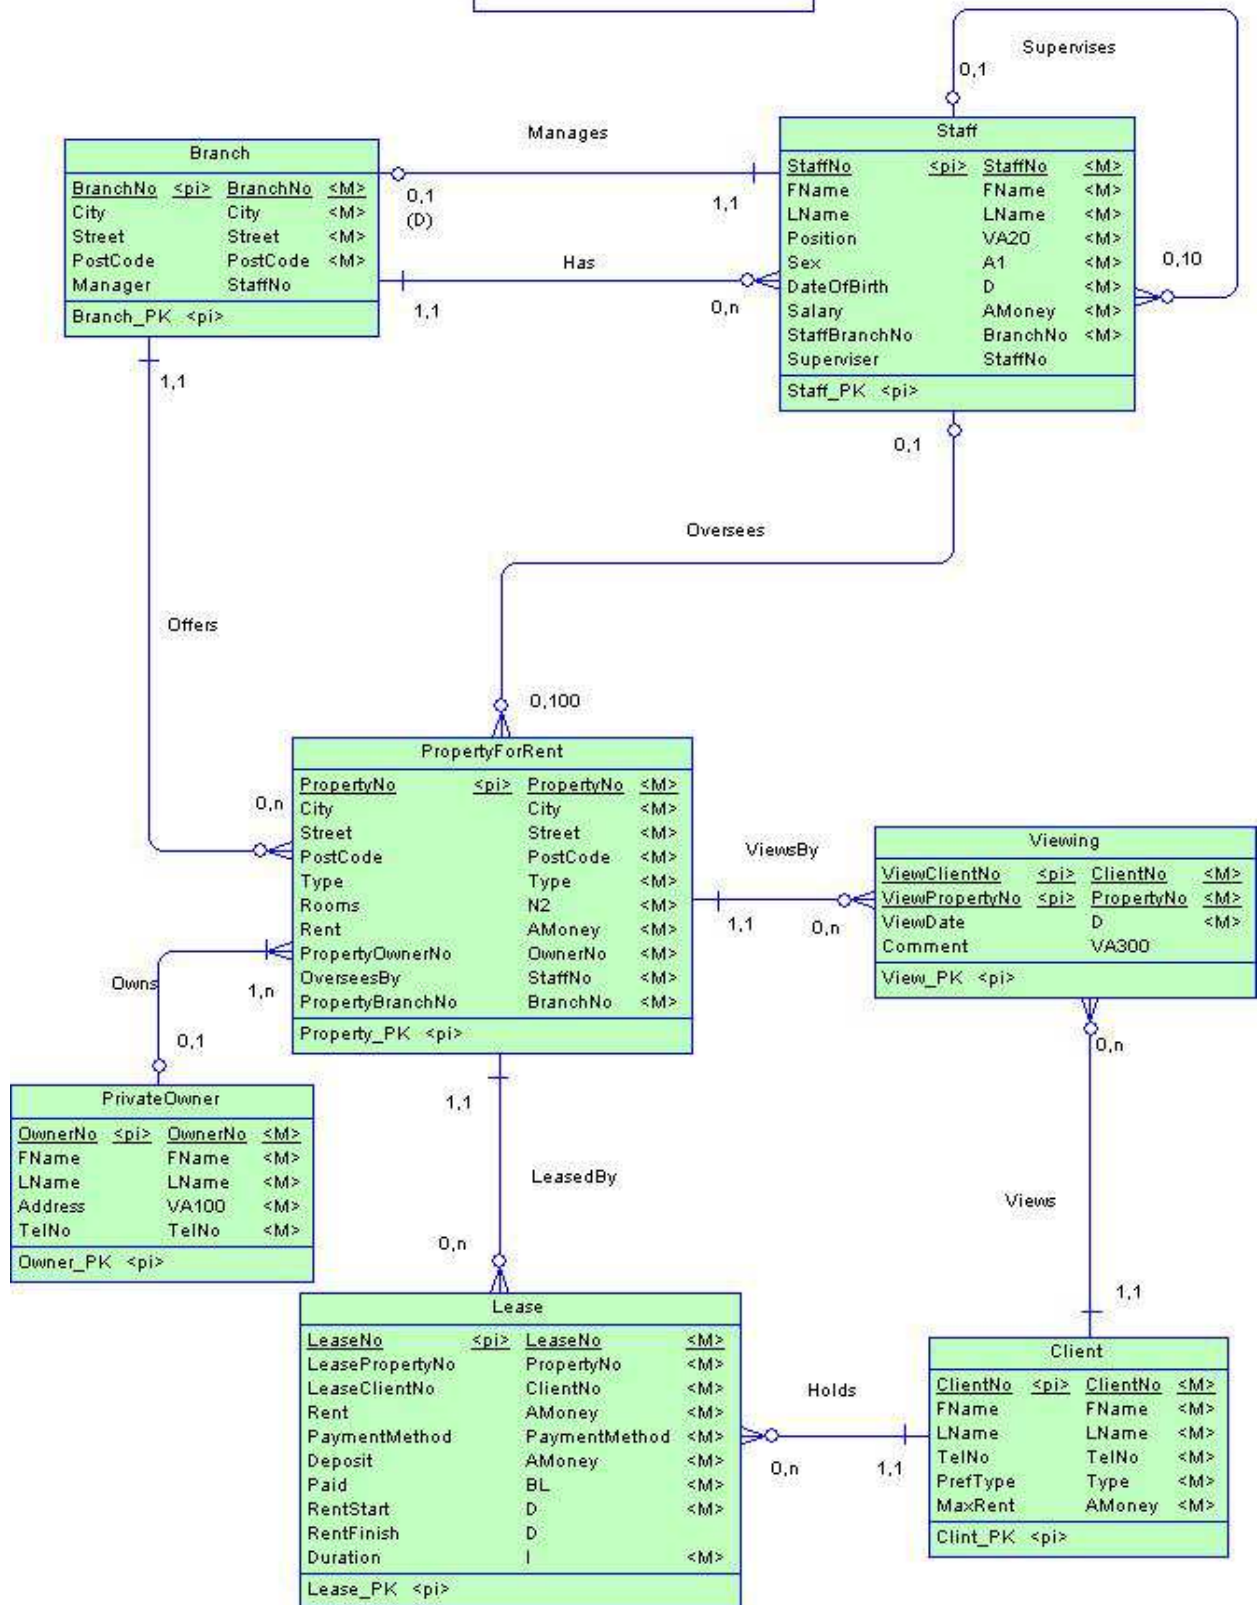 Supervises
0,1
Manages
0,1
(D)
1,1
Has
1,1
0,n
0,10
Branch
BranchNo <pi> BranchNo <M>
City City <M>
Street Street <M>
PostCode PostCode <M>
Manager StaffNo
Branch_PK <pi>
Staff
StaffNo <pi> StaffNo <M>
FName FName <M>
LName LName <M>
Position VA20 <M>
Sex A1 <M>
DateOfBirth D <M>
Salary AMoney <M>
StaffBranchNo BranchNo <M>
Superviser StaffNo
Staff_PK <pi>
1,1
0,1
Oversees
Offers
0,100
0,n
PropertyForRent
PropertyNo <pi> PropertyNo <M>
City City <M>
Street Street <M>
PostCode PostCode <M>
Type Type <M>
Rooms N2 <M>
Rent AMoney <M>
PropertyOwnerNo OwnerNo <M>
OverseesBy StaffNo <M>
PropertyBranchNo BranchNo <M>
Property_PK <pi>
ViewsBy
1,1
0,n
Viewing
ViewClientNo <pi> ClientNo <M>
ViewPropertyNo <pi> PropertyNo <M>
ViewDate D <M>
Comment VA300
View_PK <pi>
Owns
1,n
0,1
0,n
PrivateOwner
OwnerNo <pi> OwnerNo <M>
FName FName <M>
LName LName <M>
Address VA100 <M>
TelNo TelNo <M>
Owner_PK <pi>
1,1
LeasedBy
0,n
Views
1,1
Lease
LeaseNo <pi> LeaseNo <M>
LeasePropertyNo PropertyNo <M>
LeaseClientNo ClientNo <M>
Rent AMoney <M>
PaymentMethod PaymentMethod <M>
Deposit AMoney <M>
Paid BL <M>
RentStart D <M>
RentFinish D
Duration I <M>
Lease_PK <pi>
Holds
0,n
1,1
Client
ClientNo <pi> ClientNo <M>
FName FName <M>
LName LName <M>
TelNo TelNo <M>
PrefType Type <M>
MaxRent AMoney <M>
Clint_PK <pi>